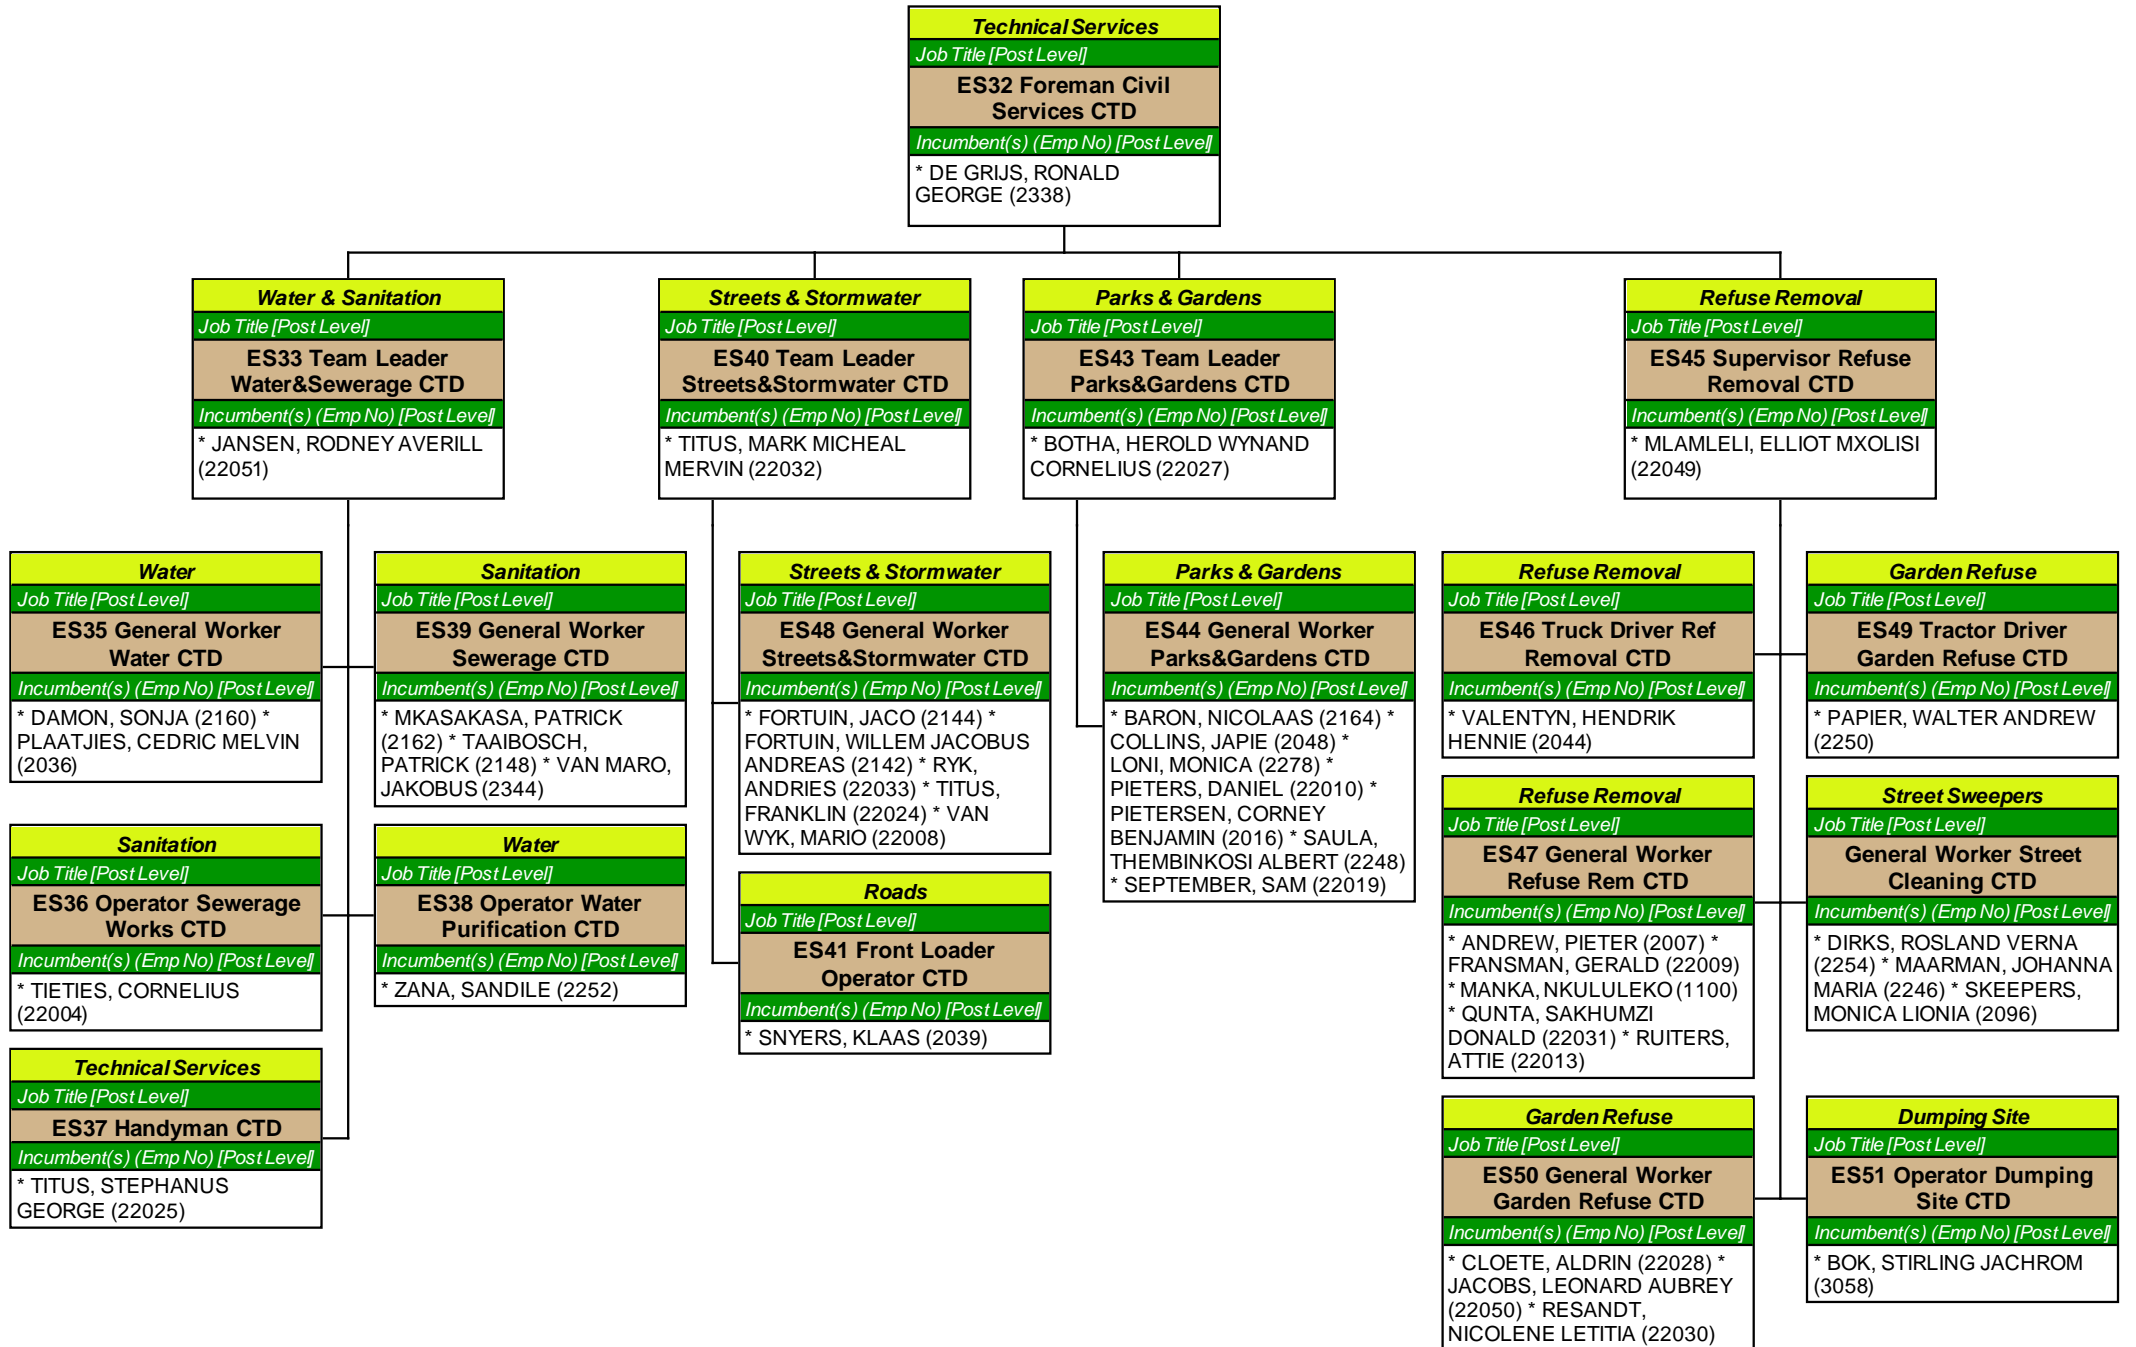 Technical Services
Job Title [Post Level]
ES32 Foreman Civil
Services CTD
Incumbent(s) (Emp No) [Post Level]
* DE GRIJS, RONALD
GEORGE (2338)
Water & Sanitation
Job Title [Post Level]
ES33 Team Leader
Water&Sewerage CTD
Incumbent(s) (Emp No) [Post Level]
* JANSEN, RODNEY AVERILL
(22051)
Streets & Stormwater
Job Title [Post Level]
ES40 Team Leader
Streets&Stormwater CTD
Incumbent(s) (Emp No) [Post Level]
* TITUS, MARK MICHEAL
MERVIN (22032)
Parks & Gardens
Job Title [Post Level]
ES43 Team Leader
Parks&Gardens CTD
Incumbent(s) (Emp No) [Post Level]
* BOTHA, HEROLD WYNAND
CORNELIUS (22027)
Refuse Removal
Job Title [Post Level]
ES45 Supervisor Refuse
Removal CTD
Incumbent(s) (Emp No) [Post Level]
* MLAMLELI, ELLIOT MXOLISI
(22049)
Water
Job Title [Post Level]
ES35 General Worker
Water CTD
Incumbent(s) (Emp No) [Post Level]
* DAMON, SONJA (2160) *
PLAATJIES, CEDRIC MELVIN
(2036)
Sanitation
Job Title [Post Level]
ES39 General Worker
Sewerage CTD
Incumbent(s) (Emp No) [Post Level]
* MKASAKASA, PATRICK
(2162) * TAAIBOSCH,
PATRICK (2148) * VAN MARO,
JAKOBUS (2344)
Streets & Stormwater
Job Title [Post Level]
ES48 General Worker
Streets&Stormwater CTD
Incumbent(s) (Emp No) [Post Level]
* FORTUIN, JACO (2144) *
FORTUIN, WILLEM JACOBUS
ANDREAS (2142) * RYK,
ANDRIES (22033) * TITUS,
FRANKLIN (22024) * VAN
WYK, MARIO (22008)
Parks & Gardens
Job Title [Post Level]
ES44 General Worker
Parks&Gardens CTD
Incumbent(s) (Emp No) [Post Level]
* BARON, NICOLAAS (2164) *
COLLINS, JAPIE (2048) *
LONI, MONICA (2278) *
PIETERS, DANIEL (22010) *
PIETERSEN, CORNEY
BENJAMIN (2016) * SAULA,
THEMBINKOSI ALBERT (2248)
* SEPTEMBER, SAM (22019)
Refuse Removal
Job Title [Post Level]
ES46 Truck Driver Ref
Removal CTD
Incumbent(s) (Emp No) [Post Level]
* VALENTYN, HENDRIK
HENNIE (2044)
Garden Refuse
Job Title [Post Level]
ES49 Tractor Driver
Garden Refuse CTD
Incumbent(s) (Emp No) [Post Level]
* PAPIER, WALTER ANDREW
(2250)
Sanitation
Job Title [Post Level]
ES36 Operator Sewerage
Works CTD
Incumbent(s) (Emp No) [Post Level]
* TIETIES, CORNELIUS
(22004)
Water
Job Title [Post Level]
ES38 Operator Water
Purification CTD
Incumbent(s) (Emp No) [Post Level]
* ZANA, SANDILE (2252)
Roads
Job Title [Post Level]
ES41 Front Loader
Operator CTD
Incumbent(s) (Emp No) [Post Level]
* SNYERS, KLAAS (2039)
Refuse Removal
Job Title [Post Level]
ES47 General Worker
Refuse Rem CTD
Incumbent(s) (Emp No) [Post Level]
* ANDREW, PIETER (2007) *
FRANSMAN, GERALD (22009)
* MANKA, NKULULEKO (1100)
* QUNTA, SAKHUMZI
DONALD (22031) * RUITERS,
ATTIE (22013)
Street Sweepers
Job Title [Post Level]
General Worker Street
Cleaning CTD
Incumbent(s) (Emp No) [Post Level]
* DIRKS, ROSLAND VERNA
(2254) * MAARMAN, JOHANNA
MARIA (2246) * SKEEPERS,
MONICA LIONIA (2096)
Technical Services
Job Title [Post Level]
ES37 Handyman CTD
Incumbent(s) (Emp No) [Post Level]
* TITUS, STEPHANUS
GEORGE (22025)
Garden Refuse
Job Title [Post Level]
ES50 General Worker
Garden Refuse CTD
Incumbent(s) (Emp No) [Post Level]
* CLOETE, ALDRIN (22028) *
JACOBS, LEONARD AUBREY
(22050) * RESANDT,
NICOLENE LETITIA (22030)
Dumping Site
Job Title [Post Level]
ES51 Operator Dumping
Site CTD
Incumbent(s) (Emp No) [Post Level]
* BOK, STIRLING JACHROM
(3058)